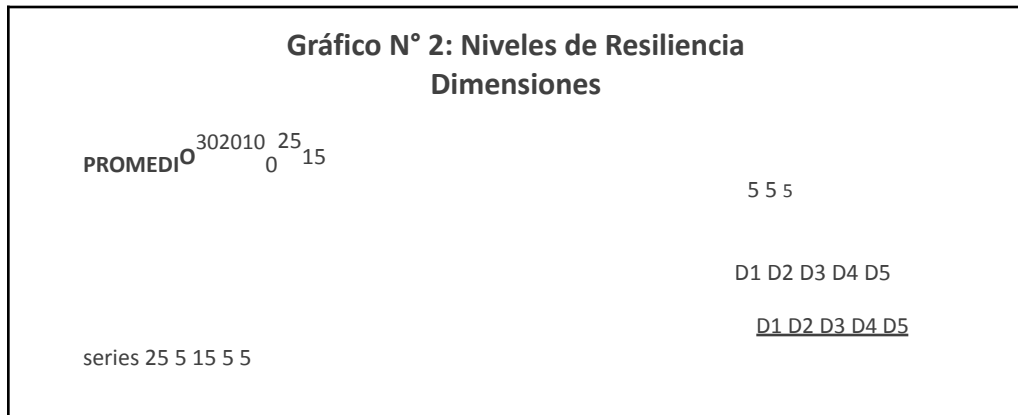 Gráfico N° 2: Niveles de Resiliencia
Dimensiones
PROMEDIO 302010 0 25 15
5 5 5
D1 D2 D3 D4 D5
D1 D2 D3 D4 D5
series 25 5 15 5 5